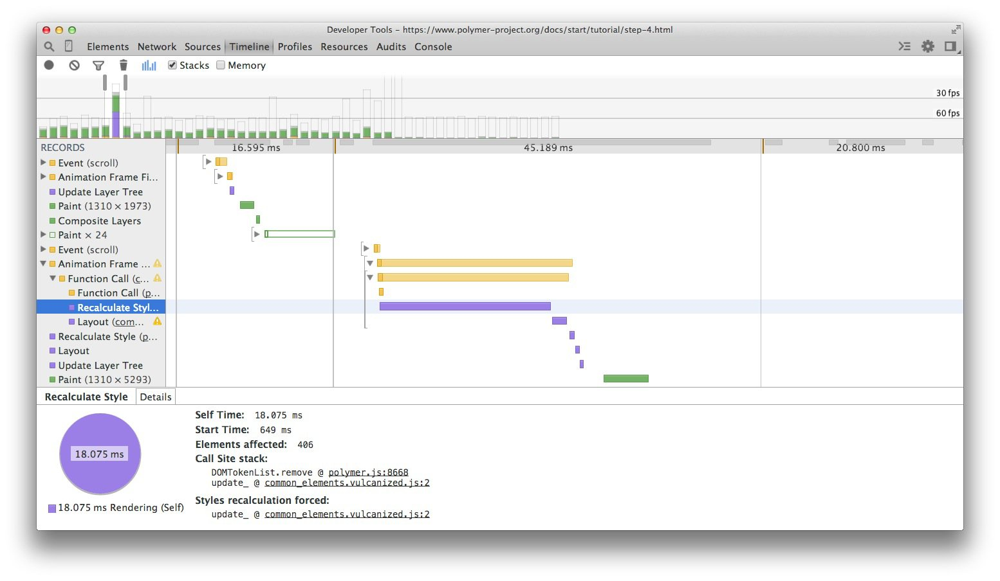 Developer Tools - https://www.polymer-project.org/docs/start/tutorial/step-4.html
Elements Network Sources Timeline Profiles Resources Audits Console
Stacks Memory
30 fps
60 fps
RECORDS 16.595 ms 45.189 ms 20.800 ms
Event (scroll)
Animation Frame Fi...
Update Layer Tree
Paint (1310 × 1973)
Composite Layers
Paint × 24
Event (scroll)
Animation Frame ...
Function Call (c...
Function Call (p...
Recalculate Styl...
Layout (com...
Recalculate Style (p...
Layout
Update Layer Tree
Paint (1310 × 5293)
Recalculate Style Details
Self Time: 18.075 ms
Start Time: 649 ms
Elements affected: 406
Call Site stack:
DOMTokenList.remove @ polymer.js:8668
update_ @ common_elements.vulcanized.js:2
Styles recalculation forced:
update_ @ common_elements.vulcanized.js:2
18.075 ms
18.075 ms Rendering (Self)